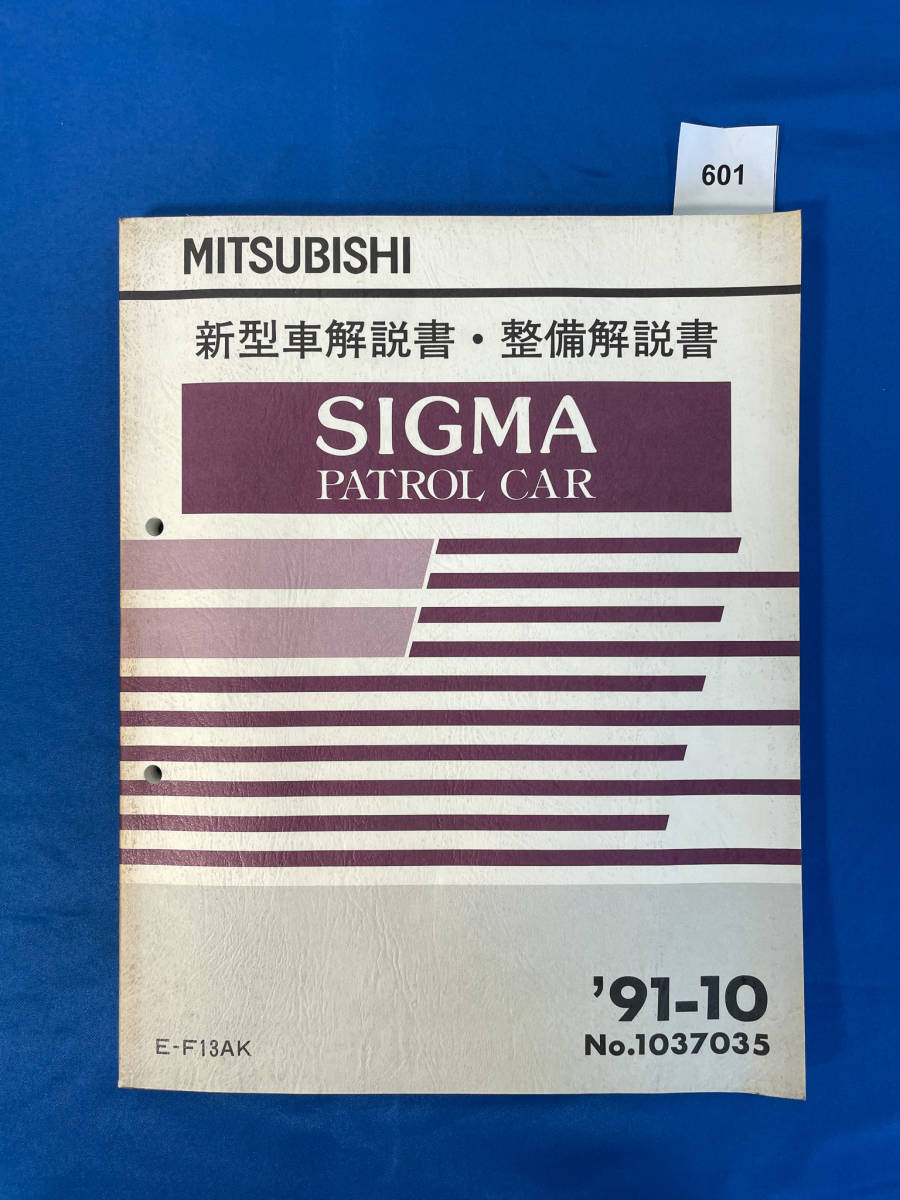 601
MITSUBISHI
新型車解説書・整備解説書
SIGMA
PATROL CAR
'91-10
E-F13AK
No.1037035